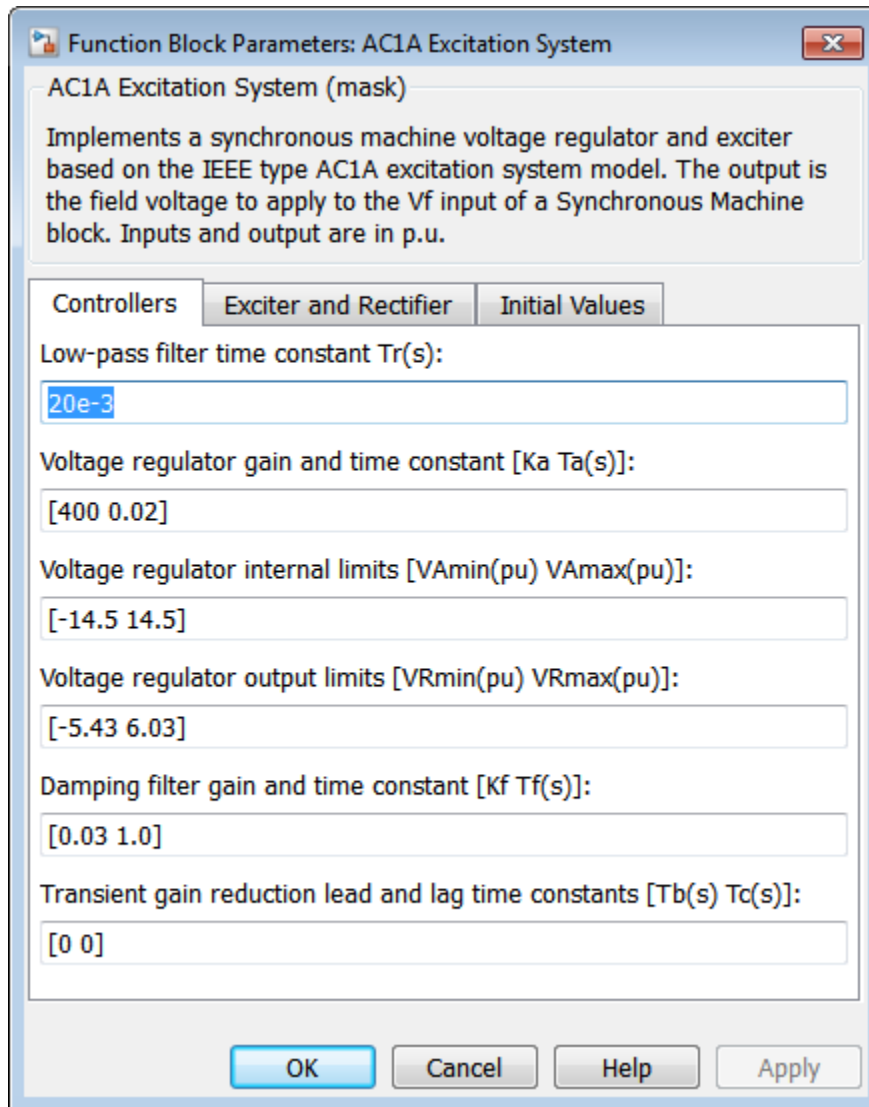 Function Block Parameters: AC1A Excitation System
AC1A Excitation System (mask)
Implements a synchronous machine voltage regulator and exciter
based on the IEEE type AC1A excitation system model. The output is
the field voltage to apply to the Vf input of a Synchronous Machine
block. Inputs and output are in p.u.
Controllers Exciter and Rectifier Initial Values
Low-pass filter time constant Tr(s):
20e-3
Voltage regulator gain and time constant [Ka Ta(s)]:
[400 0.02]
Voltage regulator internal limits [VAmin(pu) VAmax(pu)]:
[-14.5 14.5]
Voltage regulator output limits [VRmin(pu) VRmax(pu)]:
[-5.43 6.03]
Damping filter gain and time constant [Kf Tf(s)]:
[0.03 1.0]
Transient gain reduction lead and lag time constants [Tb(s) Tc(s)]:
[0 0]
OK Cancel Help Apply